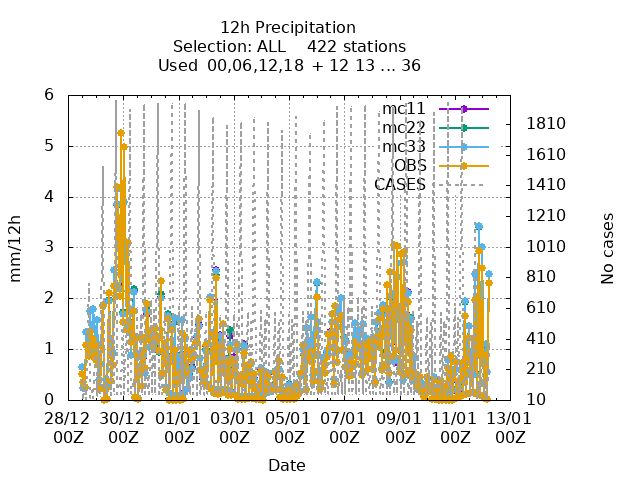 12h Precipitation
Selection: ALL    422 stations
Used  00,06,12,18  + 12 13 ... 36
mm/12h
6
5
4
3
2
1
0
mc11
mc22
mc33
OBS
CASES
1810
1610
1410
1210
1010
810
610
410
210
10
No cases
28/12 30/12 01/01 03/01 05/01 07/01 09/01 11/01 13/01
00Z 00Z 00Z 00Z 00Z 00Z 00Z 00Z 00Z
Date